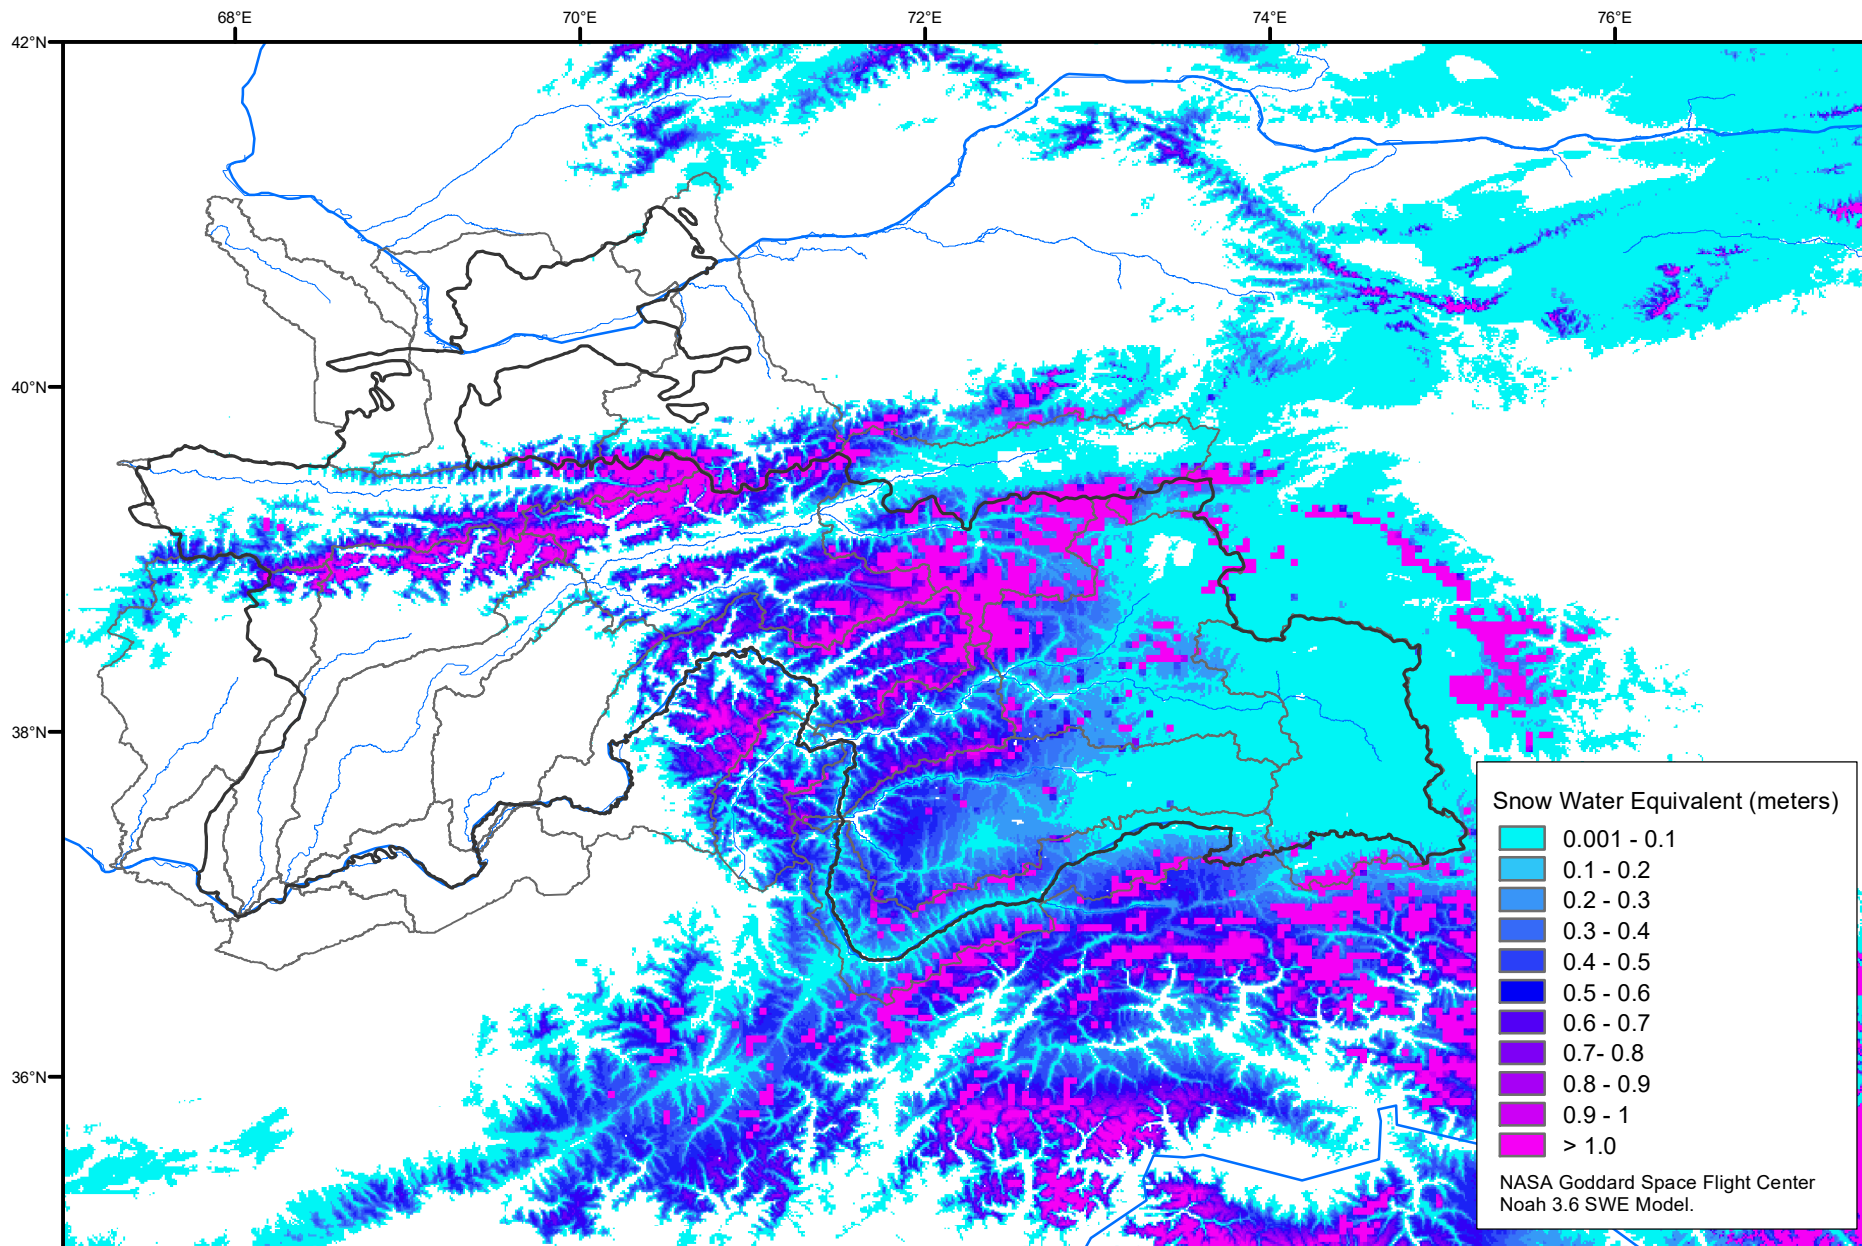 68°E 70°E 72°E 74°E 76°E
42°N
40°N
38°N
36°N
Snow Water Equivalent (meters)
0.001 - 0.1
0.1 - 0.2
0.2 - 0.3
0.3 - 0.4
0.4 - 0.5
0.5 - 0.6
0.6 - 0.7
0.7- 0.8
0.8 - 0.9
0.9 - 1
> 1.0
NASA Goddard Space Flight Center
Noah 3.6 SWE Model.